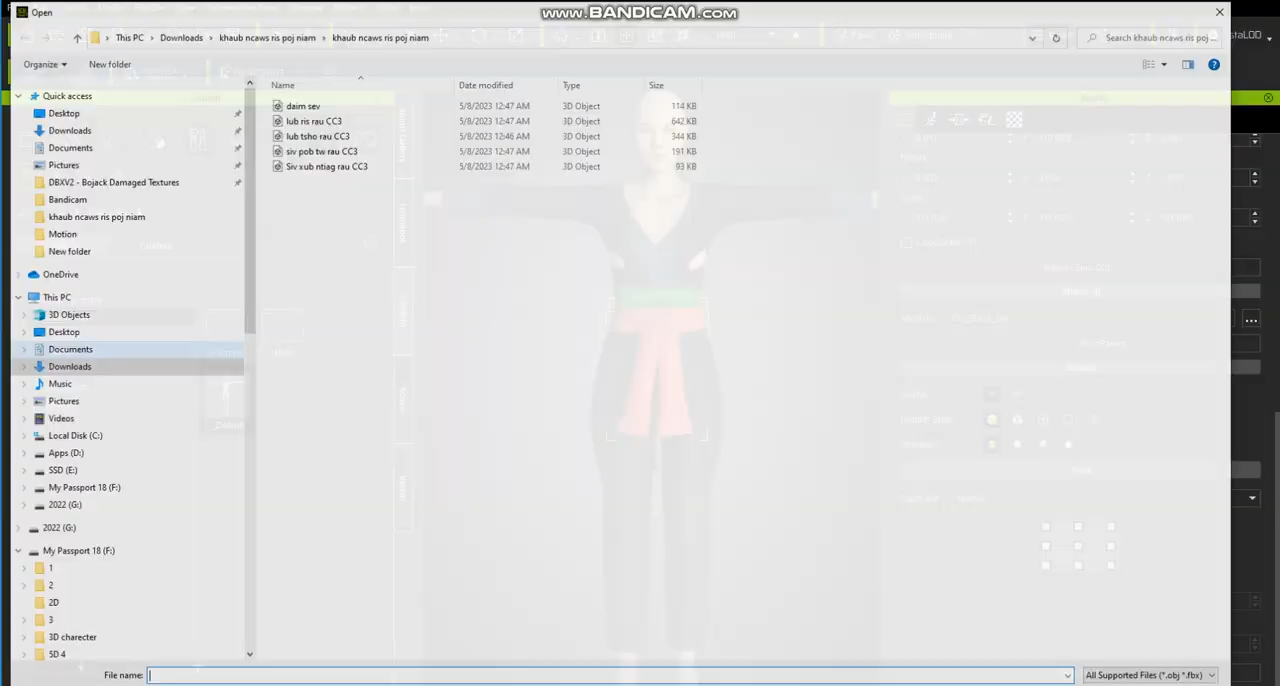 Open
www.BANDICAM.com
This PC
Downloads
khaub ncaws ris poj niam
khaub ncaws ris poj niam
Search khaub ncaws ris poj...
Organize
New folder
Name
Date modified
Type
Size
daim sev
5/8/2023 12:47 AM
3D Object
114 KB
lub ris rau CC3
5/8/2023 12:47 AM
3D Object
642 KB
lub tsho rau CC3
5/8/2023 12:46 AM
3D Object
344 KB
siv pob tw rau CC3
5/8/2023 12:47 AM
3D Object
191 KB
Siv xub ntiag rau CC3
5/8/2023 12:47 AM
3D Object
93 KB
Quick access
Desktop
Downloads
Documents
Pictures
DBXV2 - Bojack Damaged Textures
Bandicam
khaub ncaws ris poj niam
Motion
New folder
OneDrive
This PC
3D Objects
Desktop
Documents
Downloads
Music
Pictures
Videos
Local Disk (C:)
Apps (D:)
SSD (E:)
My Passport 18 (F:)
2022 (G:)
2022 (G:)
My Passport 18 (F:)
1
2
2D
3
3D charecter
5D 4
File name:
All Supported Files (*.obj *.fbx)